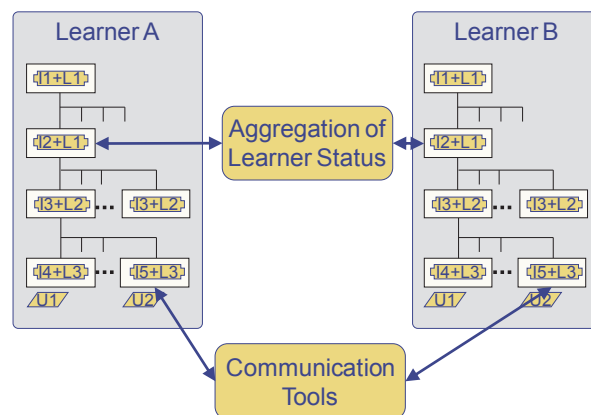 Learner A
I1+L1
I2+L1
I3+L2 ... I3+L2
I4+L3 ... I5+L3
U1 U2
Aggregation of
Learner Status
Communication
Tools
Learner B
I1+L1
I2+L1
I3+L2 ... I3+L2
I4+L3 ... I5+L3
U1 U2